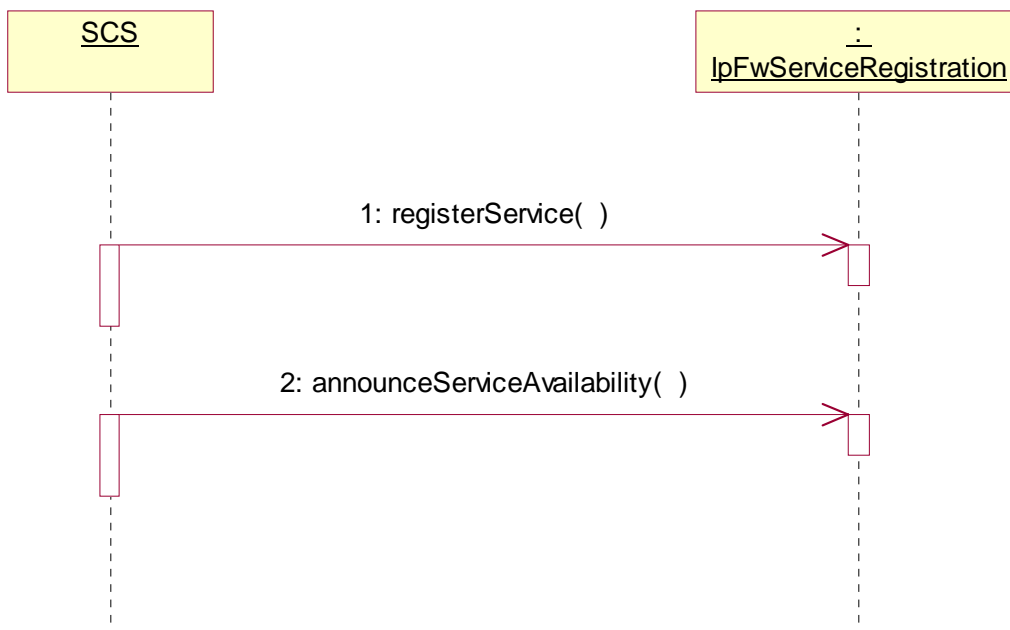 SCS
:
IpFwServiceRegistration
1: registerService( )
2: announceServiceAvailability( )